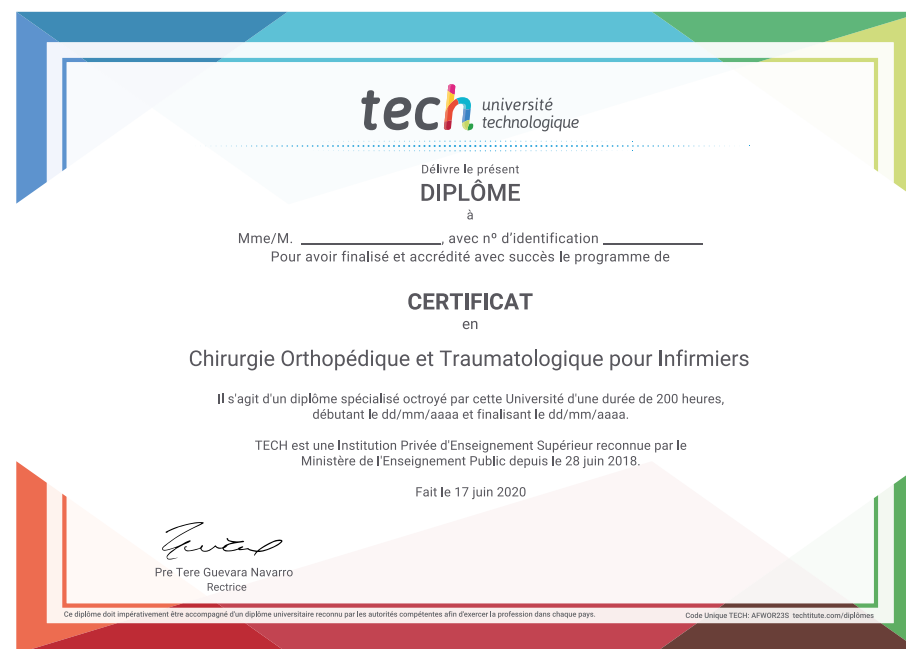 tech université
technologique
Délivre le présent
DIPLÔME
à
Mme/M. ____________________, avec nº d'identification ______________
Pour avoir finalisé et accrédité avec succès le programme de
CERTIFICAT
en
Chirurgie Orthopédique et Traumatologique pour Infirmiers
Il s'agit d'un diplôme spécialisé octroyé par cette Université d'une durée de 200 heures,
débutant le dd/mm/aaaa et finalisant le dd/mm/aaaa.
TECH est une Institution Privée d'Enseignement Supérieur reconnue par le
Ministère de l'Enseignement Public depuis le 28 juin 2018.
Fait le 17 juin 2020
Pre Tere Guevara Navarro
Rectrice
Ce diplôme doit impérativement être accompagné d'un diplôme universitaire reconnu par les autorités compétentes afin d'exercer la profession dans chaque pays.
Code Unique TECH: AFWOR23S techtitute.com/diplômes